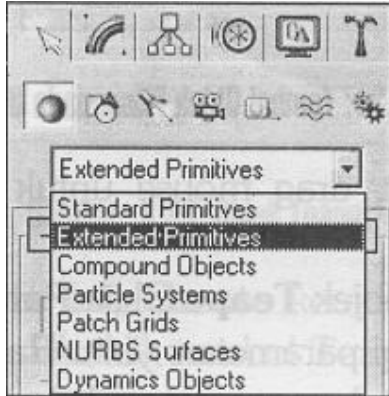 Extended Primitives
Standard Primitives
Extended Primitives
Compound Objects
Particle Systems
Patch Grids
NURBS Surfaces
Dynamics Objects